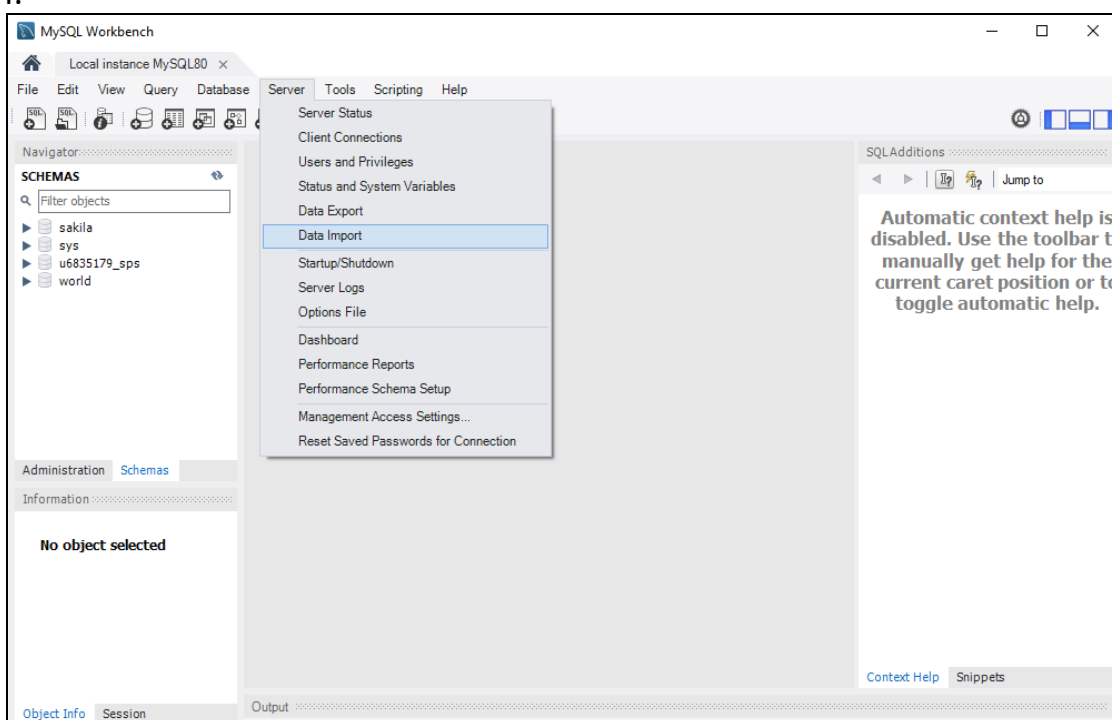 MySQL Workbench
Local instance MySQL80
File Edit View Query Database Server Tools Scripting Help
Navigator
SCHEMAS
Filter objects
sakila
sys
u6835179_sps
world
Administration Schemas
Information
No object selected
Object Info Session
Server Status
Client Connections
Users and Privileges
Status and System Variables
Data Export
Data Import
Startup/Shutdown
Server Logs
Options File
Dashboard
Performance Reports
Performance Schema Setup
Management Access Settings...
Reset Saved Passwords for Connection
Output
SQLAdditions
Jump to
Automatic context help is
disabled. Use the toolbar t
manually get help for the
current caret position or to
toggle automatic help.
Context Help Snippets